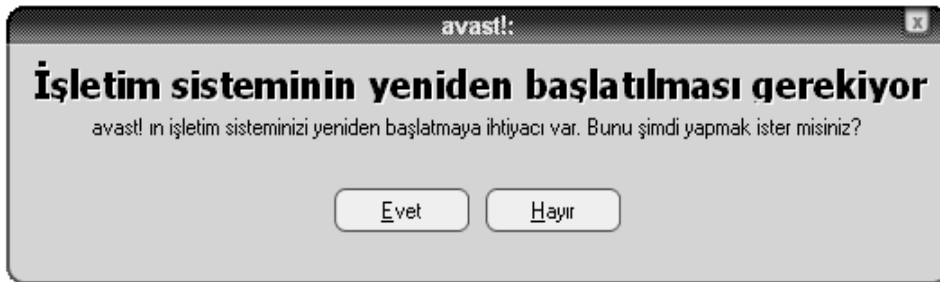 avast!:
x
İşletim sisteminin yeniden başlatılması gerekiyor
avast! ın işletim sisteminizi yeniden başlatmaya ihtiyacı var. Bunu şimdi yapmak ister misiniz?
Evet Hayır